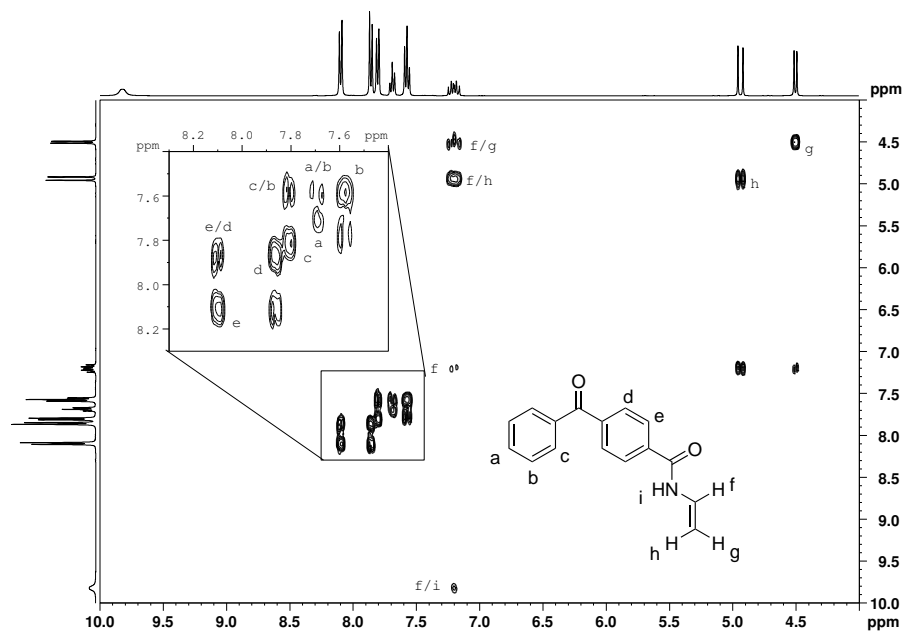 ppm
4.5
5.0
5.5
6.0
6.5
7.0
7.5
8.0
8.5
9.0
9.5
10.0
ppm
10.0 9.5 9.0 8.5 8.0 7.5 7.0 6.5 6.0 5.5 5.0 4.5
f/g
g
f/h
h
f
f/i
8.2 8.0 7.8 7.6 ppm
ppm
7.6
7.8
8.0
8.2
a/b
b
c/b
e/d
a
c
d
e
O
d
e
a
b
c
O
HN
H
f
i
H
H
h
g